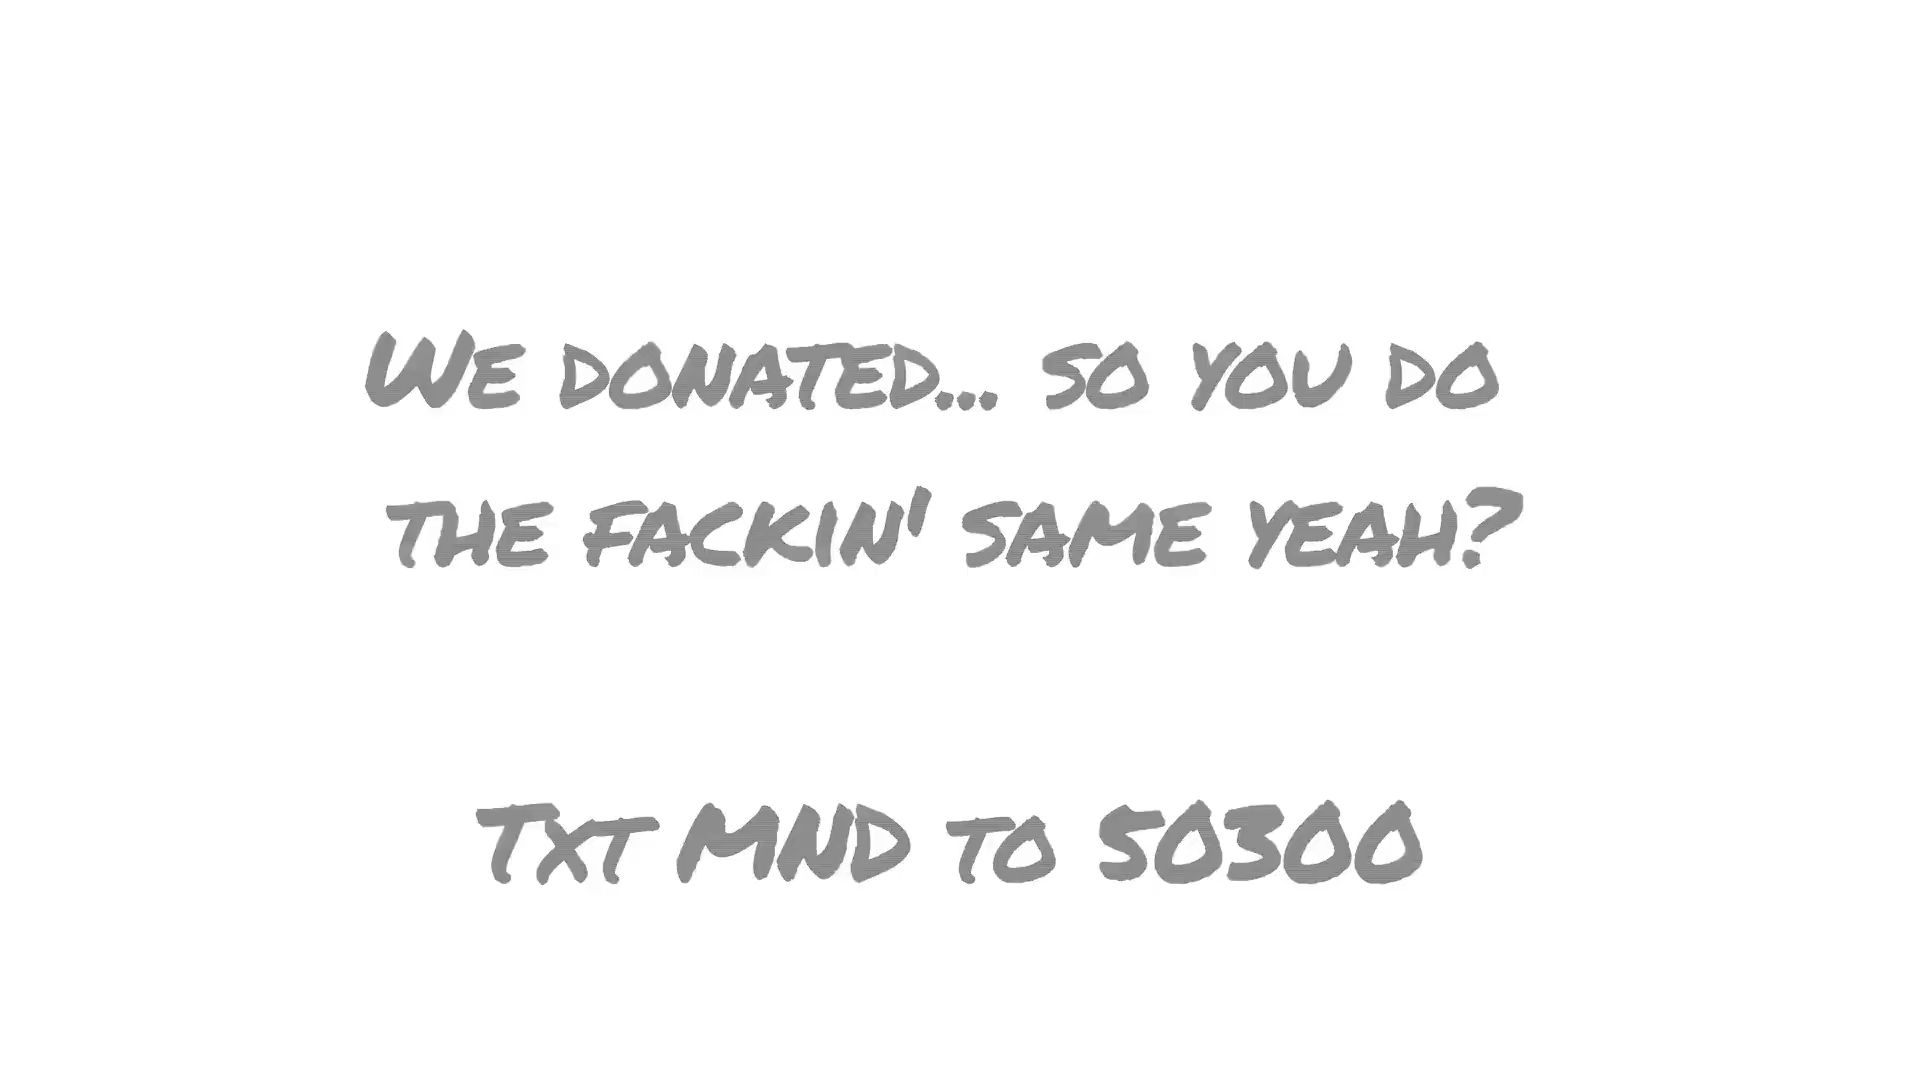 We donated... so you do
the fackin' same yeah?
Txt MND to 50300